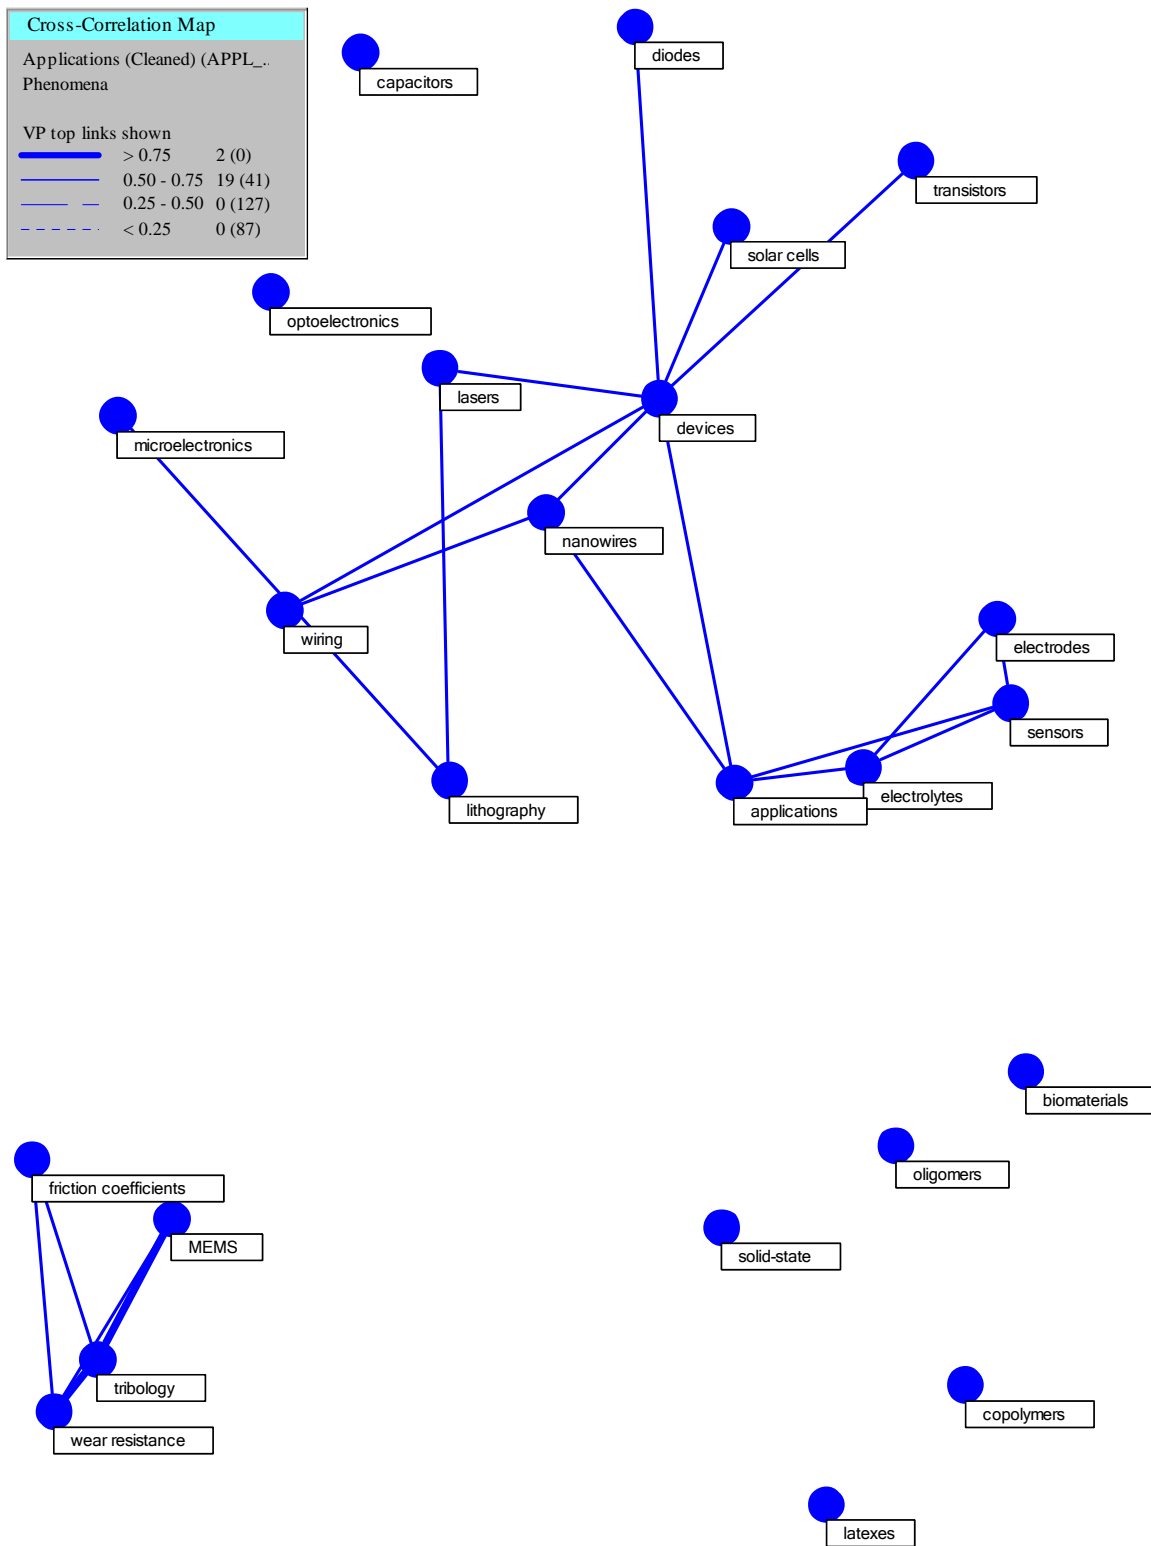 Cross-Correlation Map
Applications (Cleaned) (APPL_..
Phenomena
VP top links shown
> 0.75 2 (0)
0.50 - 0.75 19 (41)
0.25 - 0.50 0 (127)
< 0.25 0 (87)
diodes
capacitors
transistors
solar cells
optoelectronics
lasers
devices
microelectronics
nanowires
wiring
electrodes
sensors
electrolytes
lithography
applications
biomaterials
oligomers
friction coefficients
MEMS
solid-state
tribology
copolymers
wear resistance
latexes